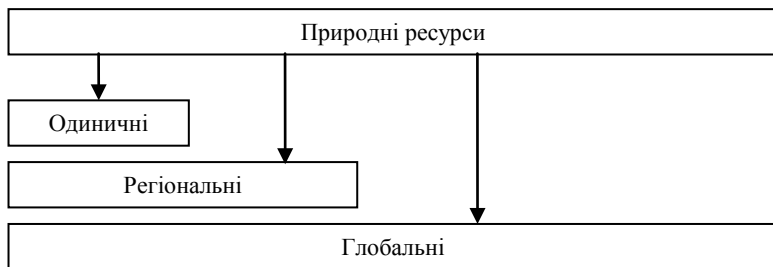 Природні ресурси
Одиничні
Регіональні
Глобальні